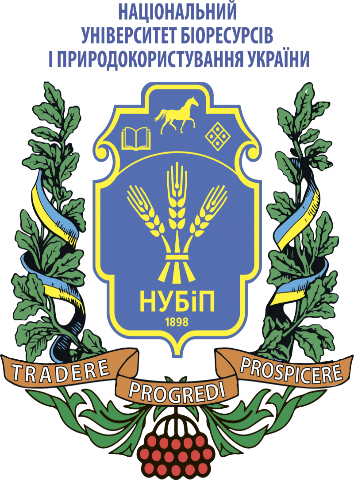 НАЦІОНАЛЬНИЙ
УНІВЕРСИТЕТ БІОРЕСУРСІВ
І ПРИРОДОКОРИСТУВАННЯ УКРАЇНИ
НУБіП
1898
TRADERE
PROGREDI
PROSPICERE